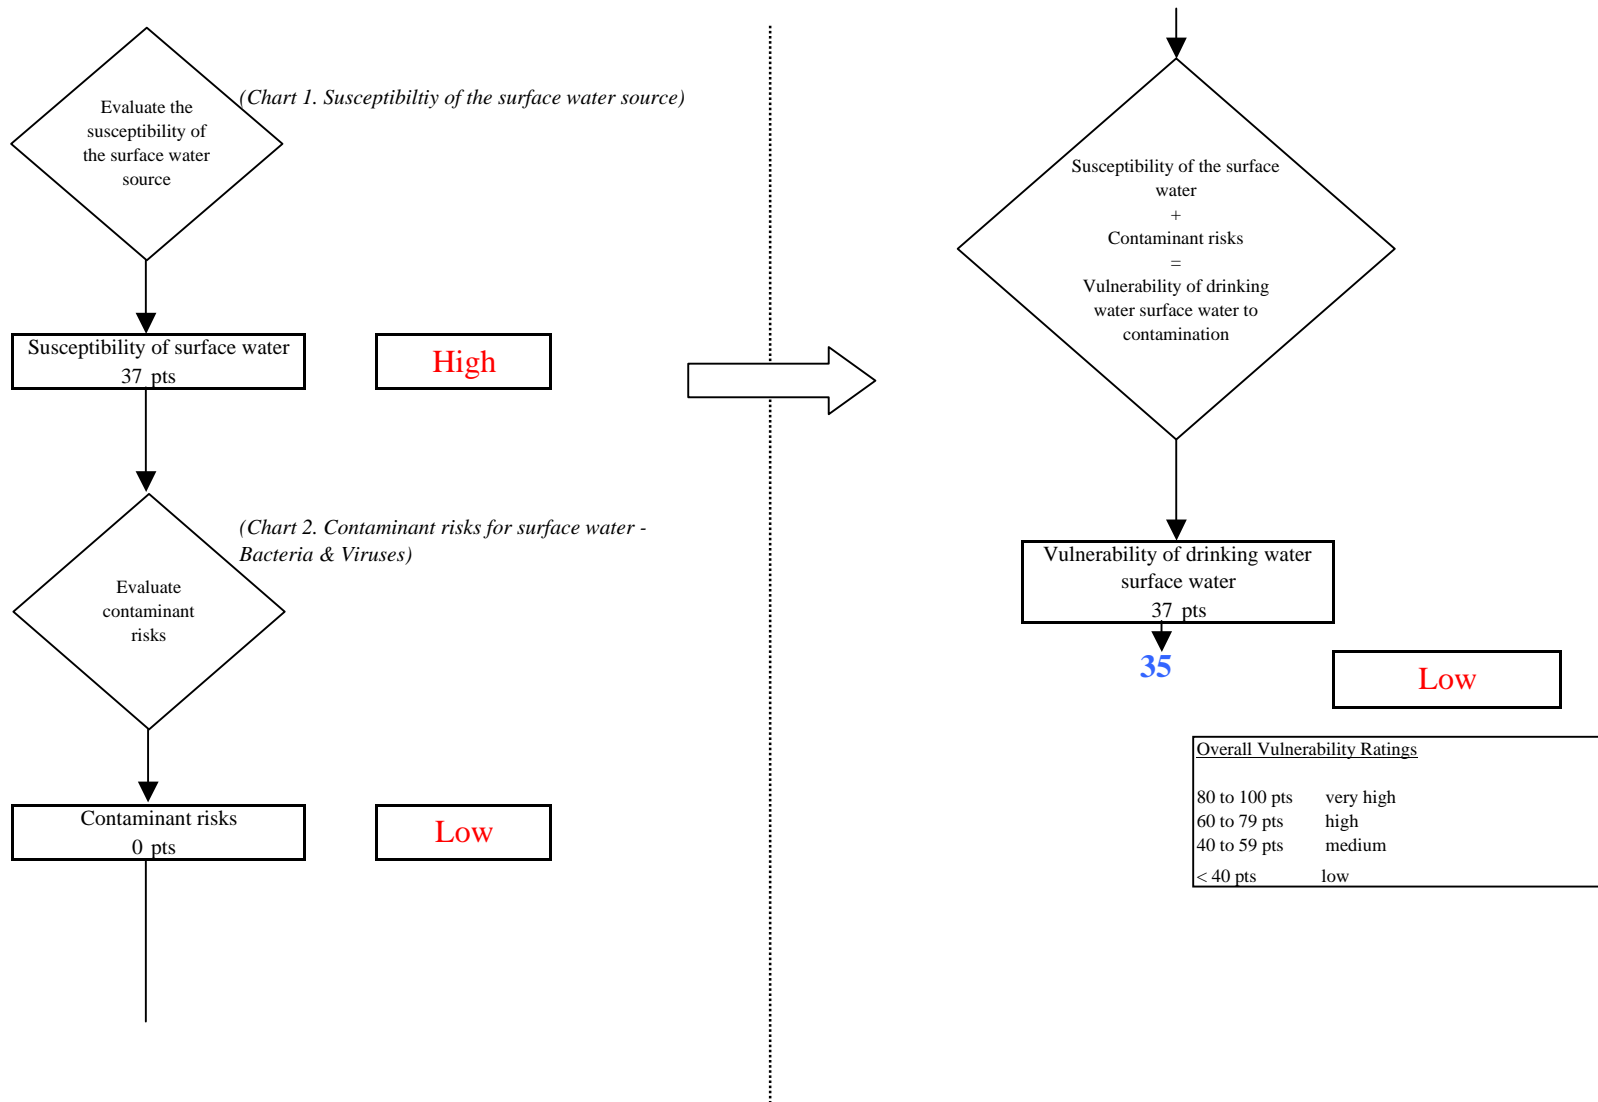 Evaluate the
susceptibility of
the surface water
source
(Chart 1. Susceptibiltiy of the surface water source)
Susceptibility of surface water
37 pts
High
(Chart 2. Contaminant risks for surface water -
Bacteria & Viruses)
Evaluate
contaminant
risks
Contaminant risks
0 pts
Low
Susceptibility of the surface
water
+
Contaminant risks
=
Vulnerability of drinking
water surface water to
contamination
Vulnerability of drinking water
surface water
37 pts
35
Low
Overall Vulnerability Ratings
80 to 100 pts very high
60 to 79 pts high
40 to 59 pts medium
< 40 pts low